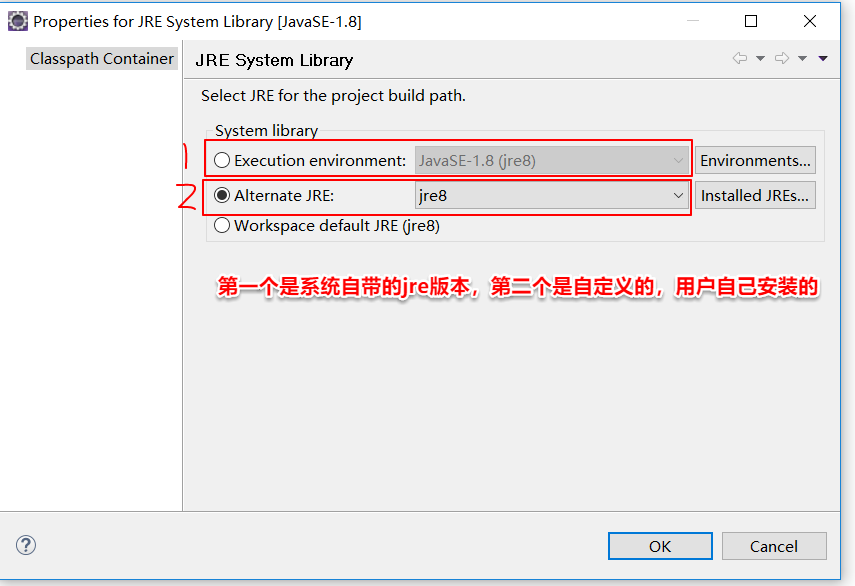 Properties for JRE System Library [JavaSE-1.8]
Classpath Container
JRE System Library
Select JRE for the project build path.
System library
1
Execution environment:
JavaSE-1.8 (jre8)
Environments...
2
Alternate JRE:
jre8
Installed JREs...
Workspace default JRE (jre8)
第一个是系统自带的jre版本，第二个是自定义的，用户自己安装的
?
OK
Cancel